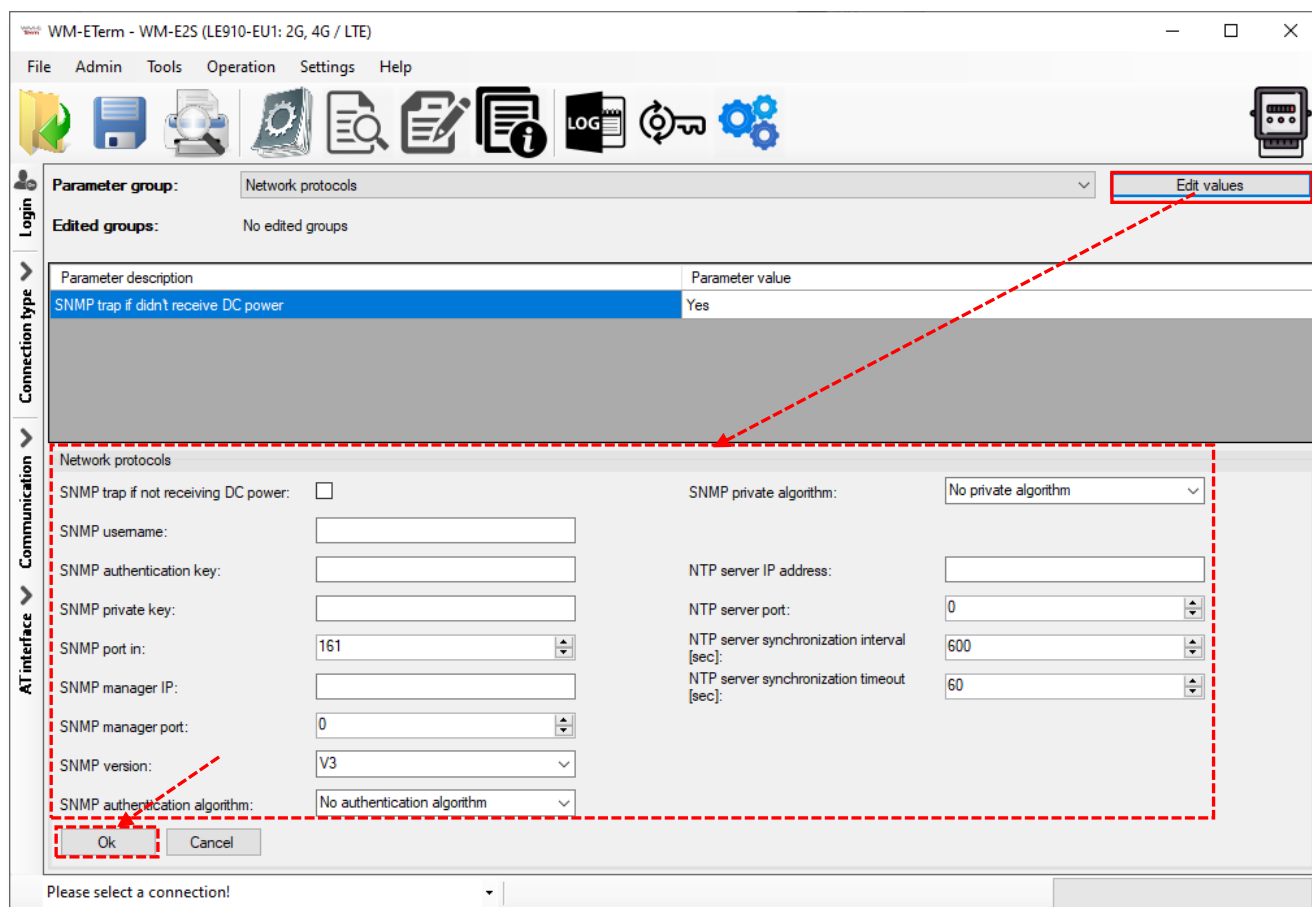 WM-ETerm - WM-E2S (LE910-EU1: 2G, 4G / LTE)
File Admin Tools Operation Settings Help
LOG
Login
Connection type
Communication
AT interface
Parameter group: Network protocols Edit values
Edited groups: No edited groups
Parameter description Parameter value
SNMP trap if didn't receive DC power Yes
Network protocols
SNMP trap if not receiving DC power: SNMP private algorithm: No private algorithm
SNMP username:
SNMP authentication key: NTP server IP address:
SNMP private key: NTP server port: 0
SNMP port in: 161 NTP server synchronization interval [sec]: 600
SNMP manager IP: NTP server synchronization timeout [sec]: 60
SNMP manager port: 0
SNMP version: V3
SNMP authentication algorithm: No authentication algorithm
Ok Cancel
Please select a connection!